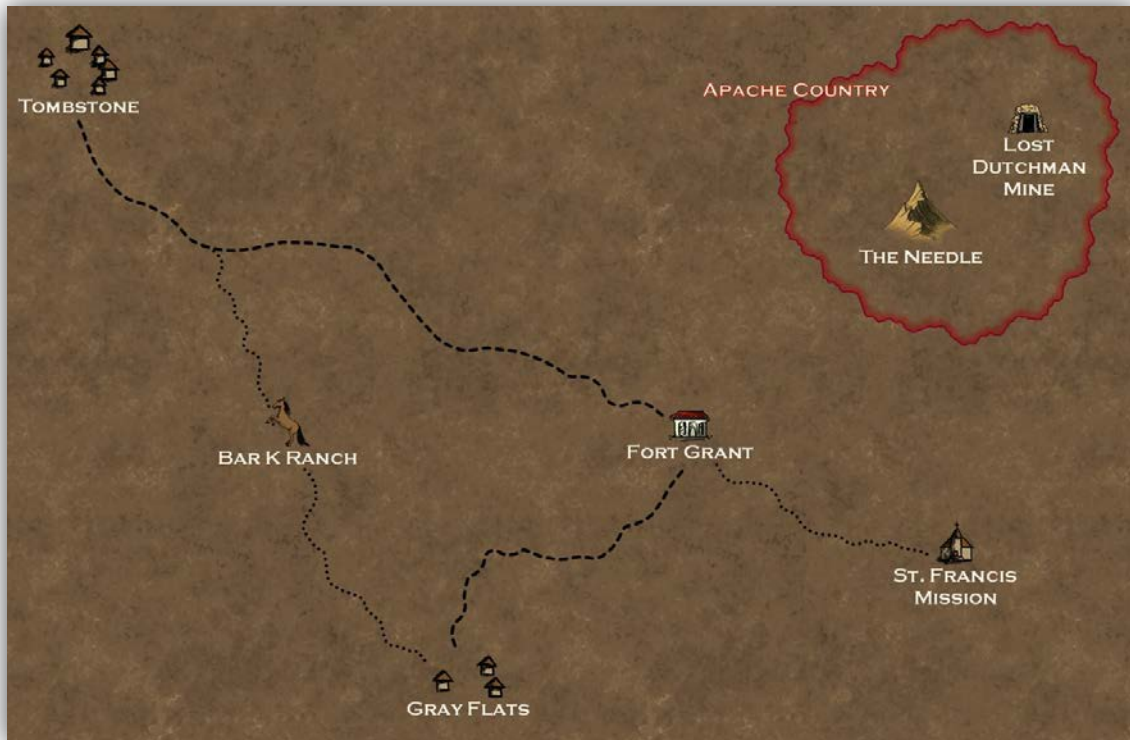 Tombstone
Apache Country
Lost
Dutchman
Mine
The Needle
Bar K Ranch
Fort Grant
St. Francis
Mission
Gray Flats